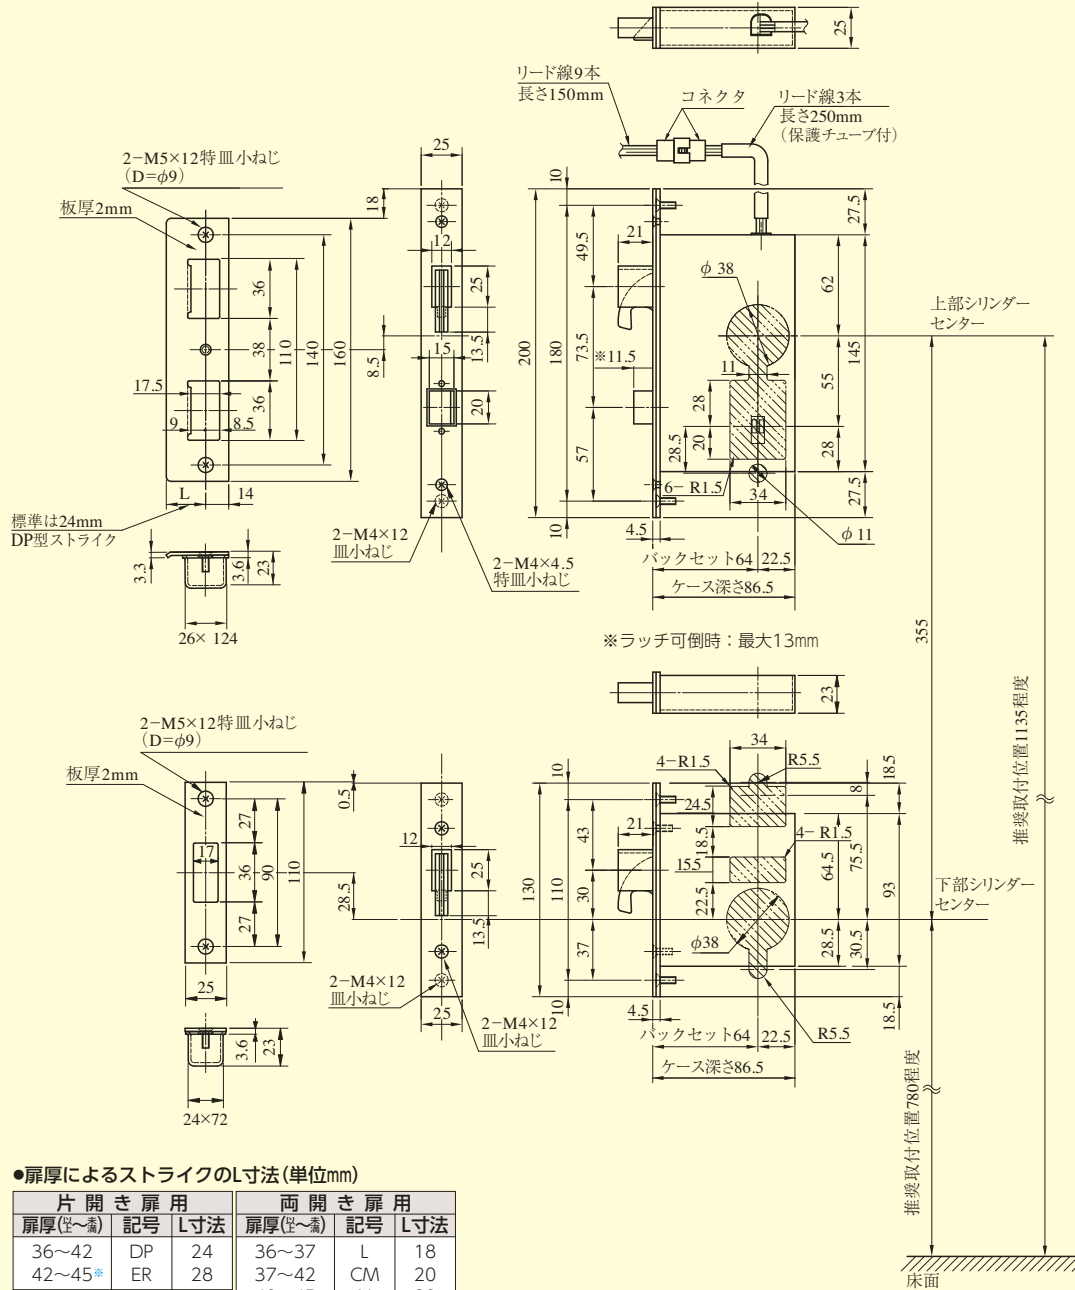 25
リード線9本
長さ150mm
コネクタ
リード線3本
長さ250mm
（保護チューブ付）
2−M5×12特皿小ねじ
（D=φ9）
板厚2mm
36
38
36
110
140
160
17.5
9
8.5
L
14
標準は24mm
DP型ストライク
3.3
3.6
23
26× 124
25
18
12
25
13.5
8.5
15
20
2−M4×12
皿小ねじ
2−M4×4.5
特皿小ねじ
10
200
180
49.5
73.5
57
10
21
※11.5
φ 38
11
28
20
28.5
6− R1.5
34
4.5
バックセット64
22.5
ケース深さ86.5
φ 11
27.5
62
145
55
28
27.5
上部シリンダー
センター
※ラッチ可倒時：最大13mm
355
推奨取付位置1135程度
23
2−M5×12特皿小ねじ
（D=φ9）
板厚2mm
17
27
36
27
90
110
25
3.6
23
24×72
0.5
28.5
12
25
13.5
2−M4×12
皿小ねじ
25
2−M4×12
皿小ねじ
10
130
110
43
30
37
10
21
34
4−R1.5
R5.5
24.5
18.5
15.5
22.5
4− R1.5
φ38
4.5
バックセット64
22.5
ケース深さ86.5
R5.5
8
18.5
64.5
75.5
93
28.5
30.5
18.5
下部シリンダー
センター
推奨取付位置780程度
床面
●扉厚によるストライクのL寸法(単位mm)
片 開 き 扉 用
扉厚(以上〜未満) 記号 L寸法
36〜42 DP 24
42〜45※ ER 28
両 開 き 扉 用
扉厚(以上〜未満) 記号 L寸法
36〜37 L 18
37〜42 CM 20